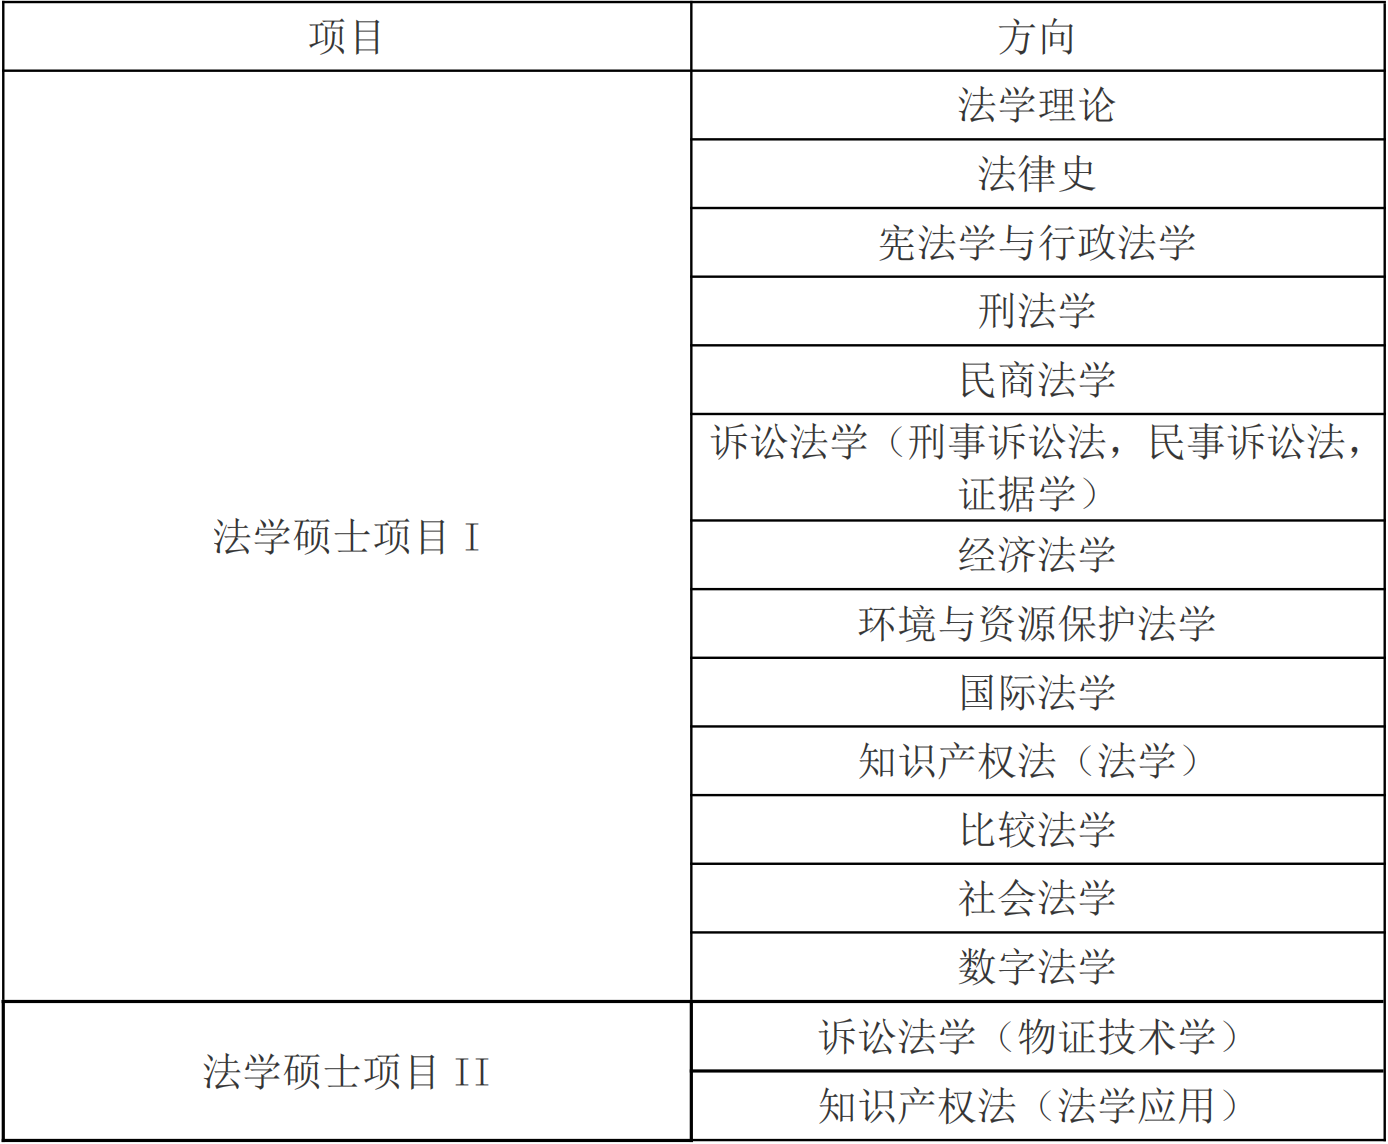 项目
方向
法学硕士项目 I
法学理论
法律史
宪法学与行政法学
刑法学
民商法学
诉讼法学（刑事诉讼法，民事诉讼法，
证据学）
经济法学
环境与资源保护法学
国际法学
知识产权法（法学）
比较法学
社会法学
数字法学
法学硕士项目 II
诉讼法学（物证技术学）
知识产权法（法学应用）